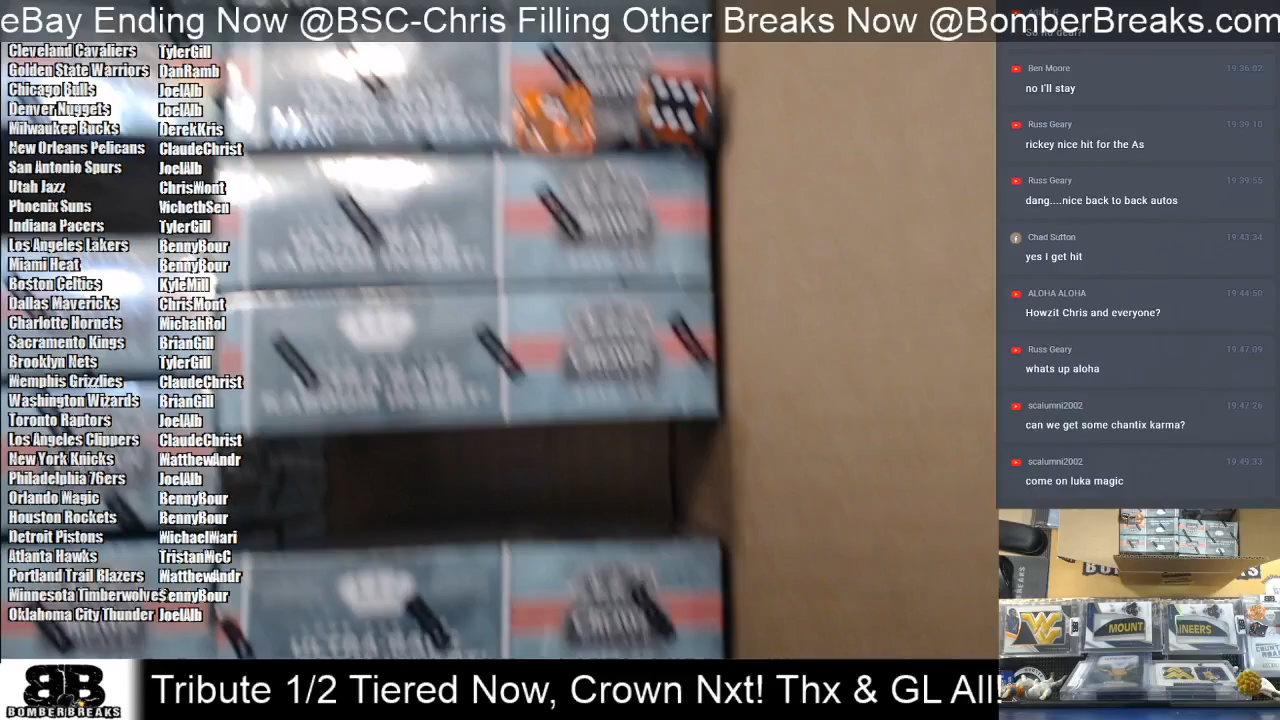 eBay Ending Now @BSC-Chris Filling Other Breaks Now @BomberBreaks.com
Cleveland Cavaliers TylerGill
Golden State Warriors DanRamb
Chicago Bulls JoelAlb
Denver Nuggets JoelAlb
Milwaukee Bucks DerekKris
New Orleans Pelicans ClaudeChrist
San Antonio Spurs JoelAlb
Utah Jazz ChrisMont
Phoenix Suns VichethSen
Indiana Pacers TylerGill
Los Angeles Lakers BennyBour
Miami Heat BennyBour
Boston Celtics KyleMill
Dallas Mavericks ChrisMont
Charlotte Hornets MichahRol
Sacramento Kings BrianGill
Brooklyn Nets TylerGill
Memphis Grizzlies ClaudeChrist
Washington Wizards BrianGill
Toronto Raptors JoelAlb
Los Angeles Clippers ClaudeChrist
New York Knicks MatthewAndr
Philadelphia 76ers JoelAlb
Orlando Magic BennyBour
Houston Rockets BennyBour
Detroit Pistons MichaelWari
Atlanta Hawks TristanMcC
Portland Trail Blazers MatthewAndr
Minnesota Timberwolves BennyBour
Oklahoma City Thunder JoelAlb
So no deal?
Ben Moore 19:36:02
no I'll stay
Russ Geary 19:39:10
rickey nice hit for the As
Russ Geary 19:39:55
dang....nice back to back autos
Chad Sutton 19:43:34
yes I get hit
ALOHA ALOHA 19:44:50
Howzit Chris and everyone?
Russ Geary 19:47:09
whats up aloha
scalumni2002 19:47:26
can we get some chantix karma?
scalumni2002 19:49:33
come on luka magic
MOUNT
INEERS
BOMBERBREAKS
Tribute 1/2 Tiered Now, Crown Nxt! Thx & GL All!